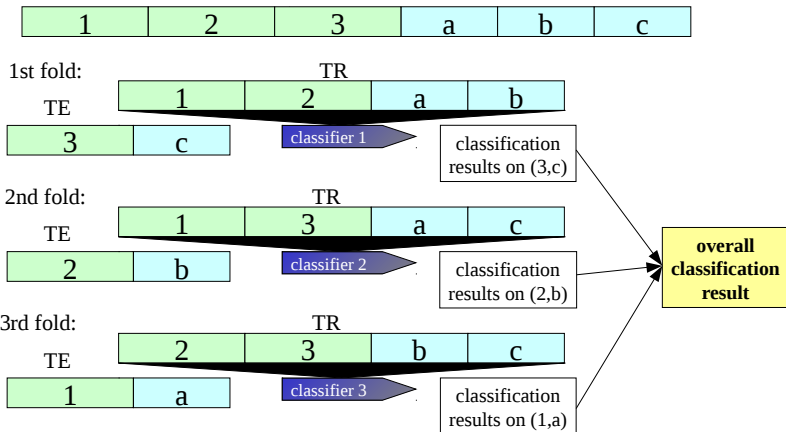 1 2 3 a b c
1st fold:
TR
TE
1 2 a b
3 c
classifier 1
classification
results on (3,c)
2nd fold:
TR
TE
1 3 a c
2 b
classifier 2
classification
results on (2,b)
overall
classification
result
3rd fold:
TR
TE
2 3 b c
1 a
classifier 3
classification
results on (1,a)